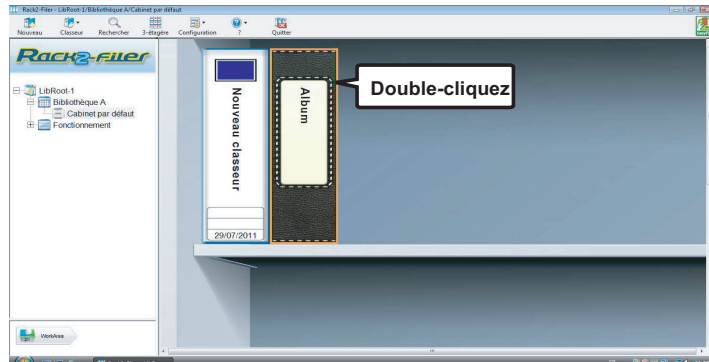 Rack2-Filer - LibRoot-1/Bibliothèque A/Cabinet par défaut
Nouveau Classeur Rechercher 3-étagère Configuration ? Quitter
Rack2-Filer
LibRoot-1
Bibliothèque A
Cabinet par défaut
Fonctionnement
Nouveau classeur
29/07/2011
Album
Double-cliquez
WorkArea